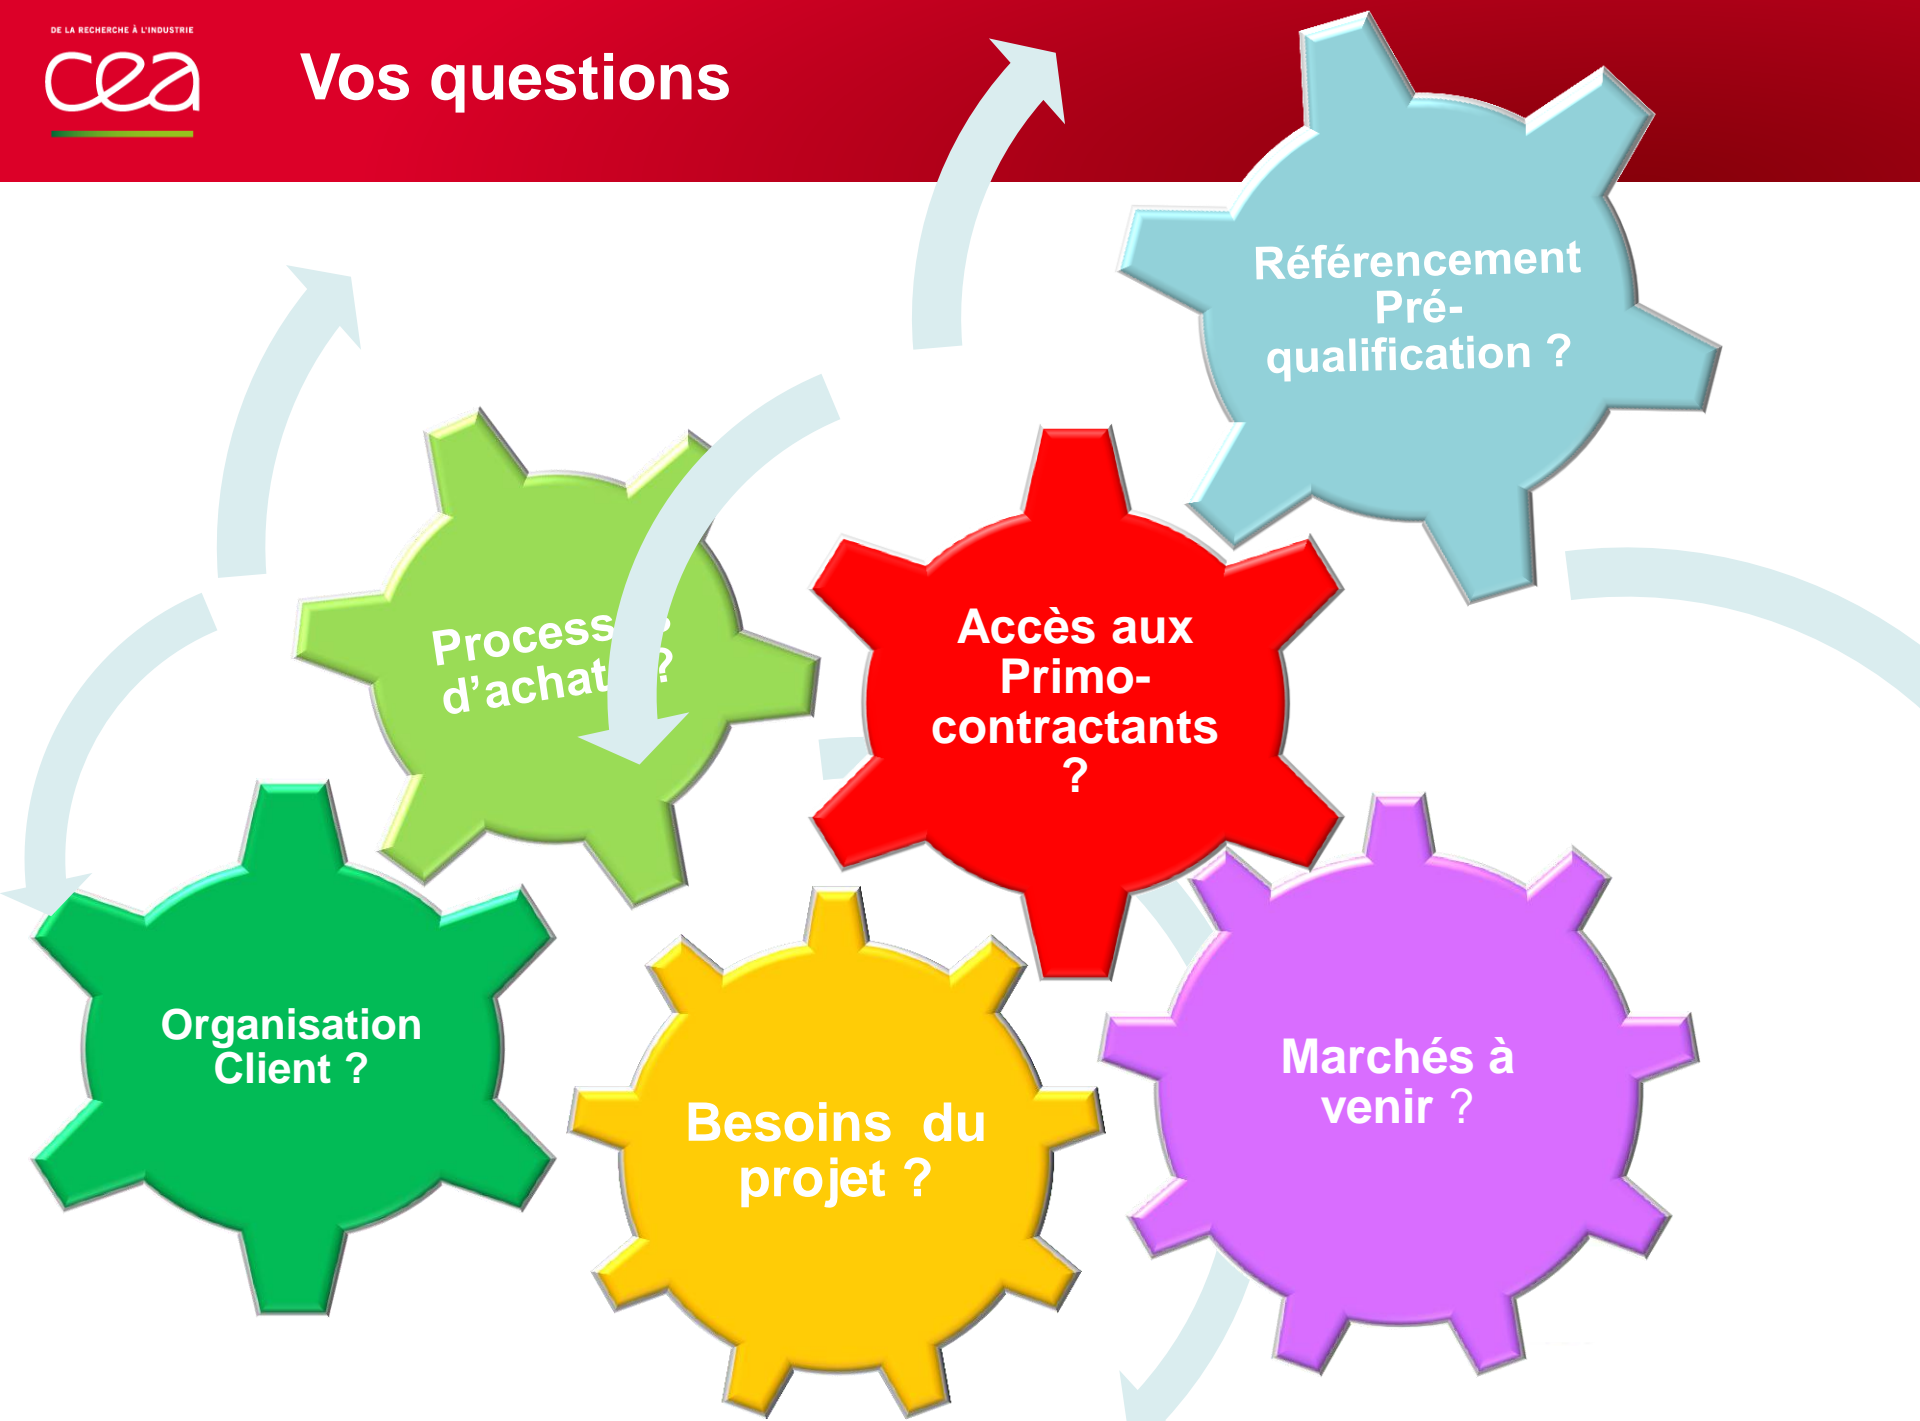 DE LA RECHERCHE À L'INDUSTRIE
cea
Vos questions
Référencement
Pré-
qualification ?
Accès aux
Primo-
contractants
?
d'achat ?
Organisation
Client ?
Besoins du
projet ?
Marchés à
venir ?